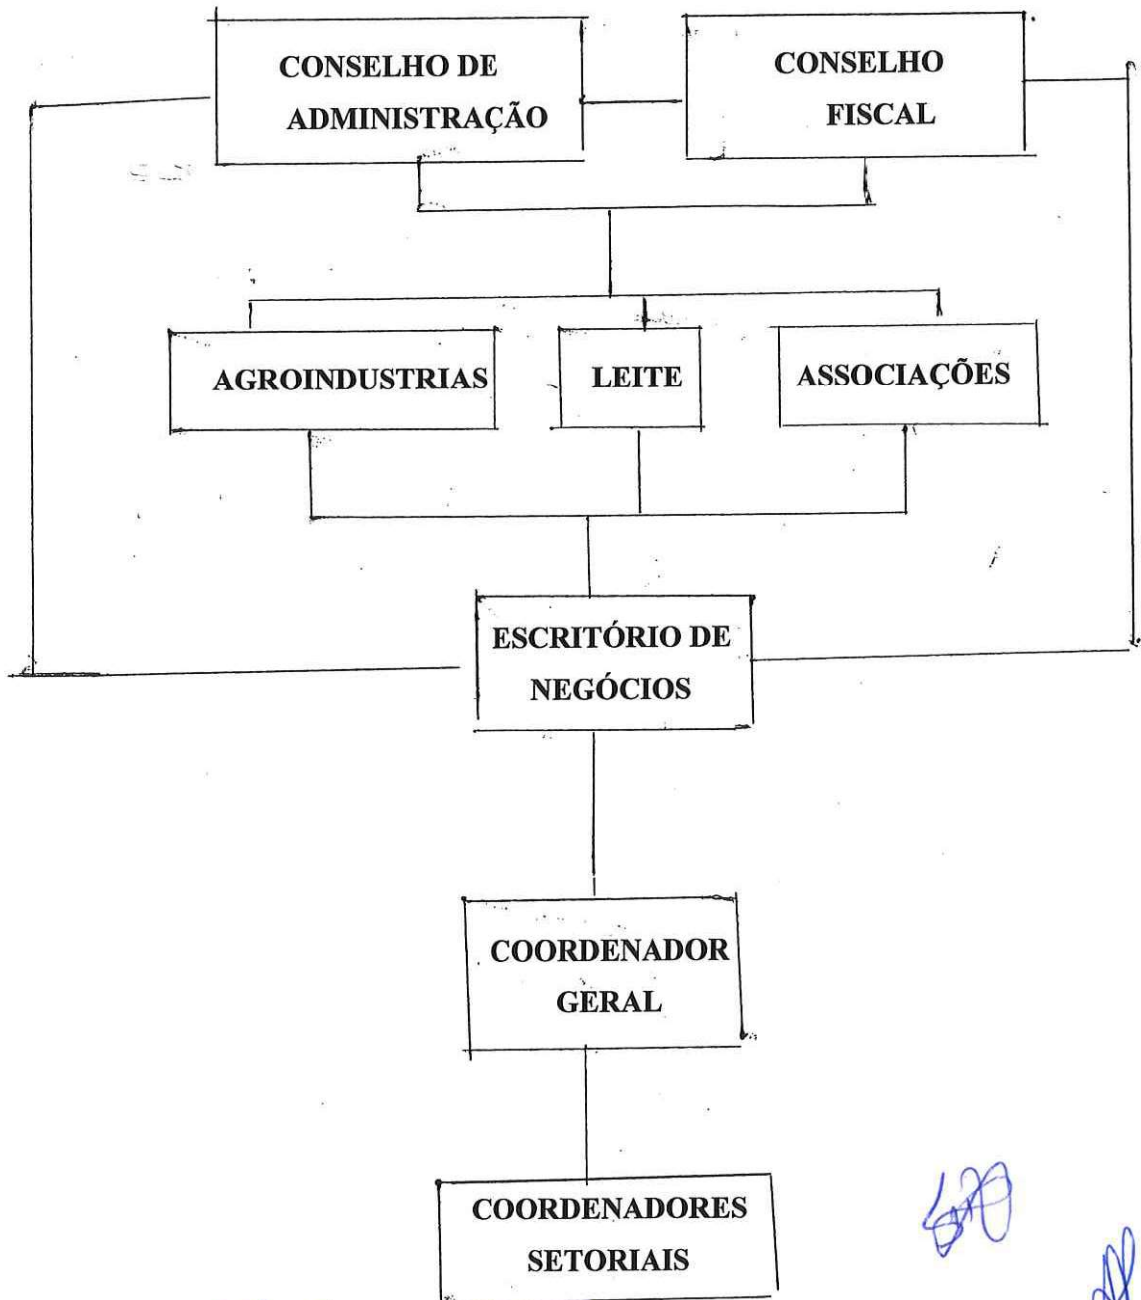 CONSELHO DE
ADMINISTRAÇÃO
CONSELHO
FISCAL
AGROINDUSTRIAS
LEITE
ASSOCIAÇÕES
ESCRITÓRIO DE
NEGÓCIOS
COORDENADOR
GERAL
COORDENADORES
SETORIAIS